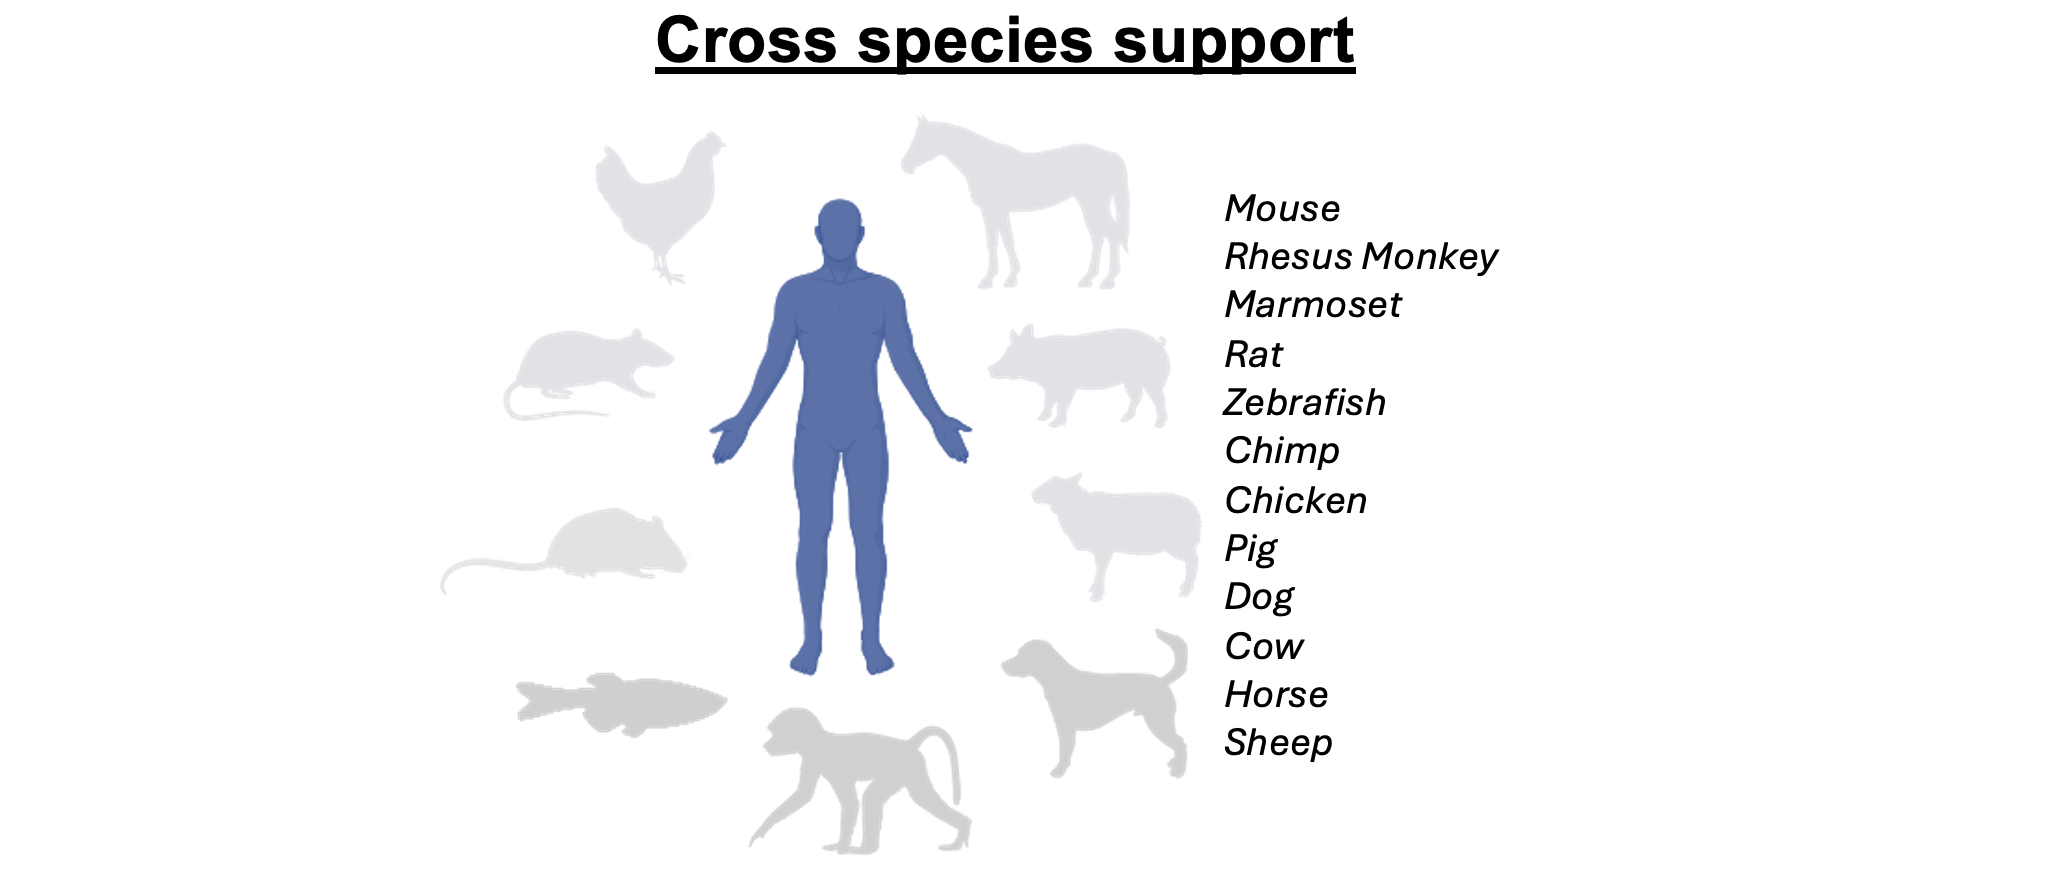 Cross species support
Mouse
Rhesus Monkey
Marmoset
Rat
Zebrafish
Chimp
Chicken
Pig
Dog
Cow
Horse
Sheep